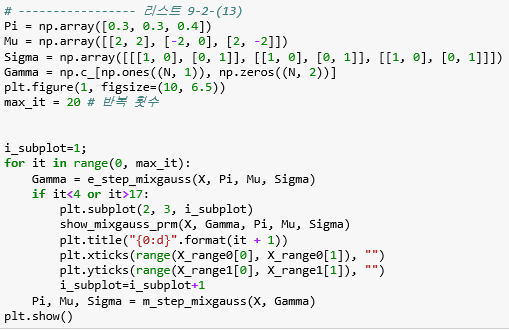 # ----------------- 리스트 9-2-(13)
Pi = np.array([0.3, 0.3, 0.4])
Mu = np.array([[2, 2], [-2, 0], [2, -2]])
Sigma = np.array([[[1, 0], [0, 1]], [[1, 0], [0, 1]], [[1, 0], [0, 1]]])
Gamma = np.c_[np.ones((N, 1)), np.zeros((N, 2))]
plt.figure(1, figsize=(10, 6.5))
max_it = 20 # 반복 횟수
i_subplot=1;
for it in range(0, max_it):
    Gamma = e_step_mixgauss(X, Pi, Mu, Sigma)
    if it<4 or it>17:
        plt.subplot(2, 3, i_subplot)
        show_mixgauss_prm(X, Gamma, Pi, Mu, Sigma)
        plt.title("{0:d}".format(it + 1))
        plt.xticks(range(X_range0[0], X_range0[1]), "")
        plt.yticks(range(X_range1[0], X_range1[1]), "")
        i_subplot=i_subplot+1
    Pi, Mu, Sigma = m_step_mixgauss(X, Gamma)
plt.show()